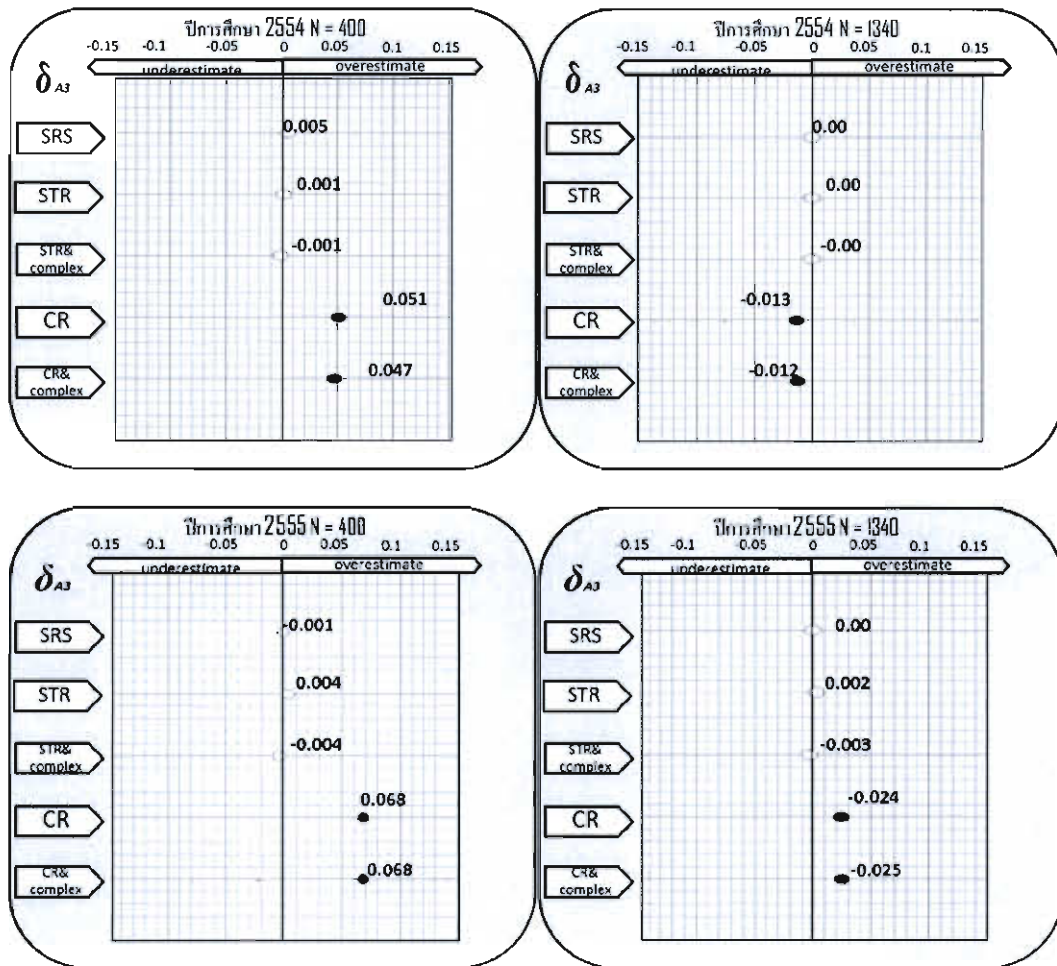 ปีการศึกษา 2554 N = 400
-0.15 -0.1 -0.05 0 0.05 0.1 0.15
underestimate overestimate
δA3
SRS 0.005
STR 0.001
STR& complex -0.001
CR 0.051
CR& complex 0.047
ปีการศึกษา 2554 N = 1340
-0.15 -0.1 -0.05 0 0.05 0.1 0.15
underestimate overestimate
δA3
SRS 0.00
STR 0.00
STR& complex -0.00
CR -0.013
CR& complex -0.012
ปีการศึกษา 2555 N = 400
-0.15 -0.1 -0.05 0 0.05 0.1 0.15
underestimate overestimate
δA3
SRS -0.001
STR 0.004
STR& complex -0.004
CR 0.068
CR& complex 0.068
ปีการศึกษา 2555 N = 1340
-0.15 -0.1 -0.05 0 0.05 0.1 0.15
underestimate overestimate
δA3
SRS 0.00
STR 0.002
STR& complex -0.003
CR -0.024
CR& complex -0.025